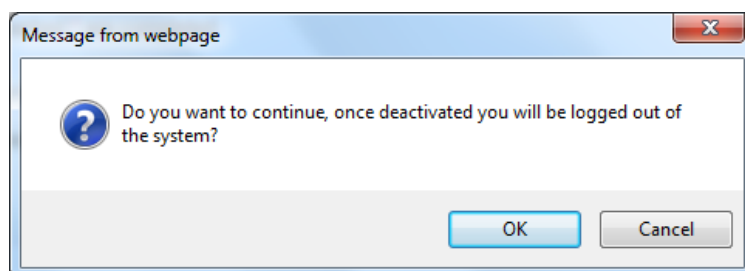 Message from webpage
X
Do you want to continue, once deactivated you will be logged out of
the system?
OK Cancel